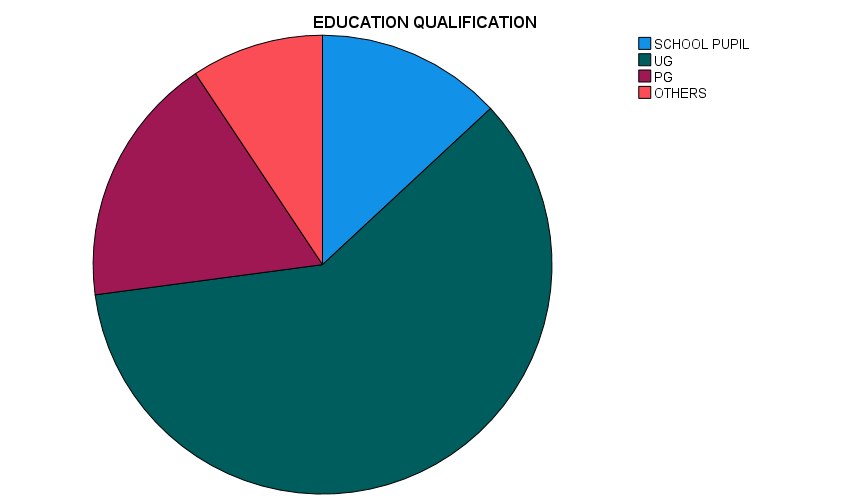 EDUCATION QUALIFICATION
SCHOOL PUPIL
UG
PG
OTHERS